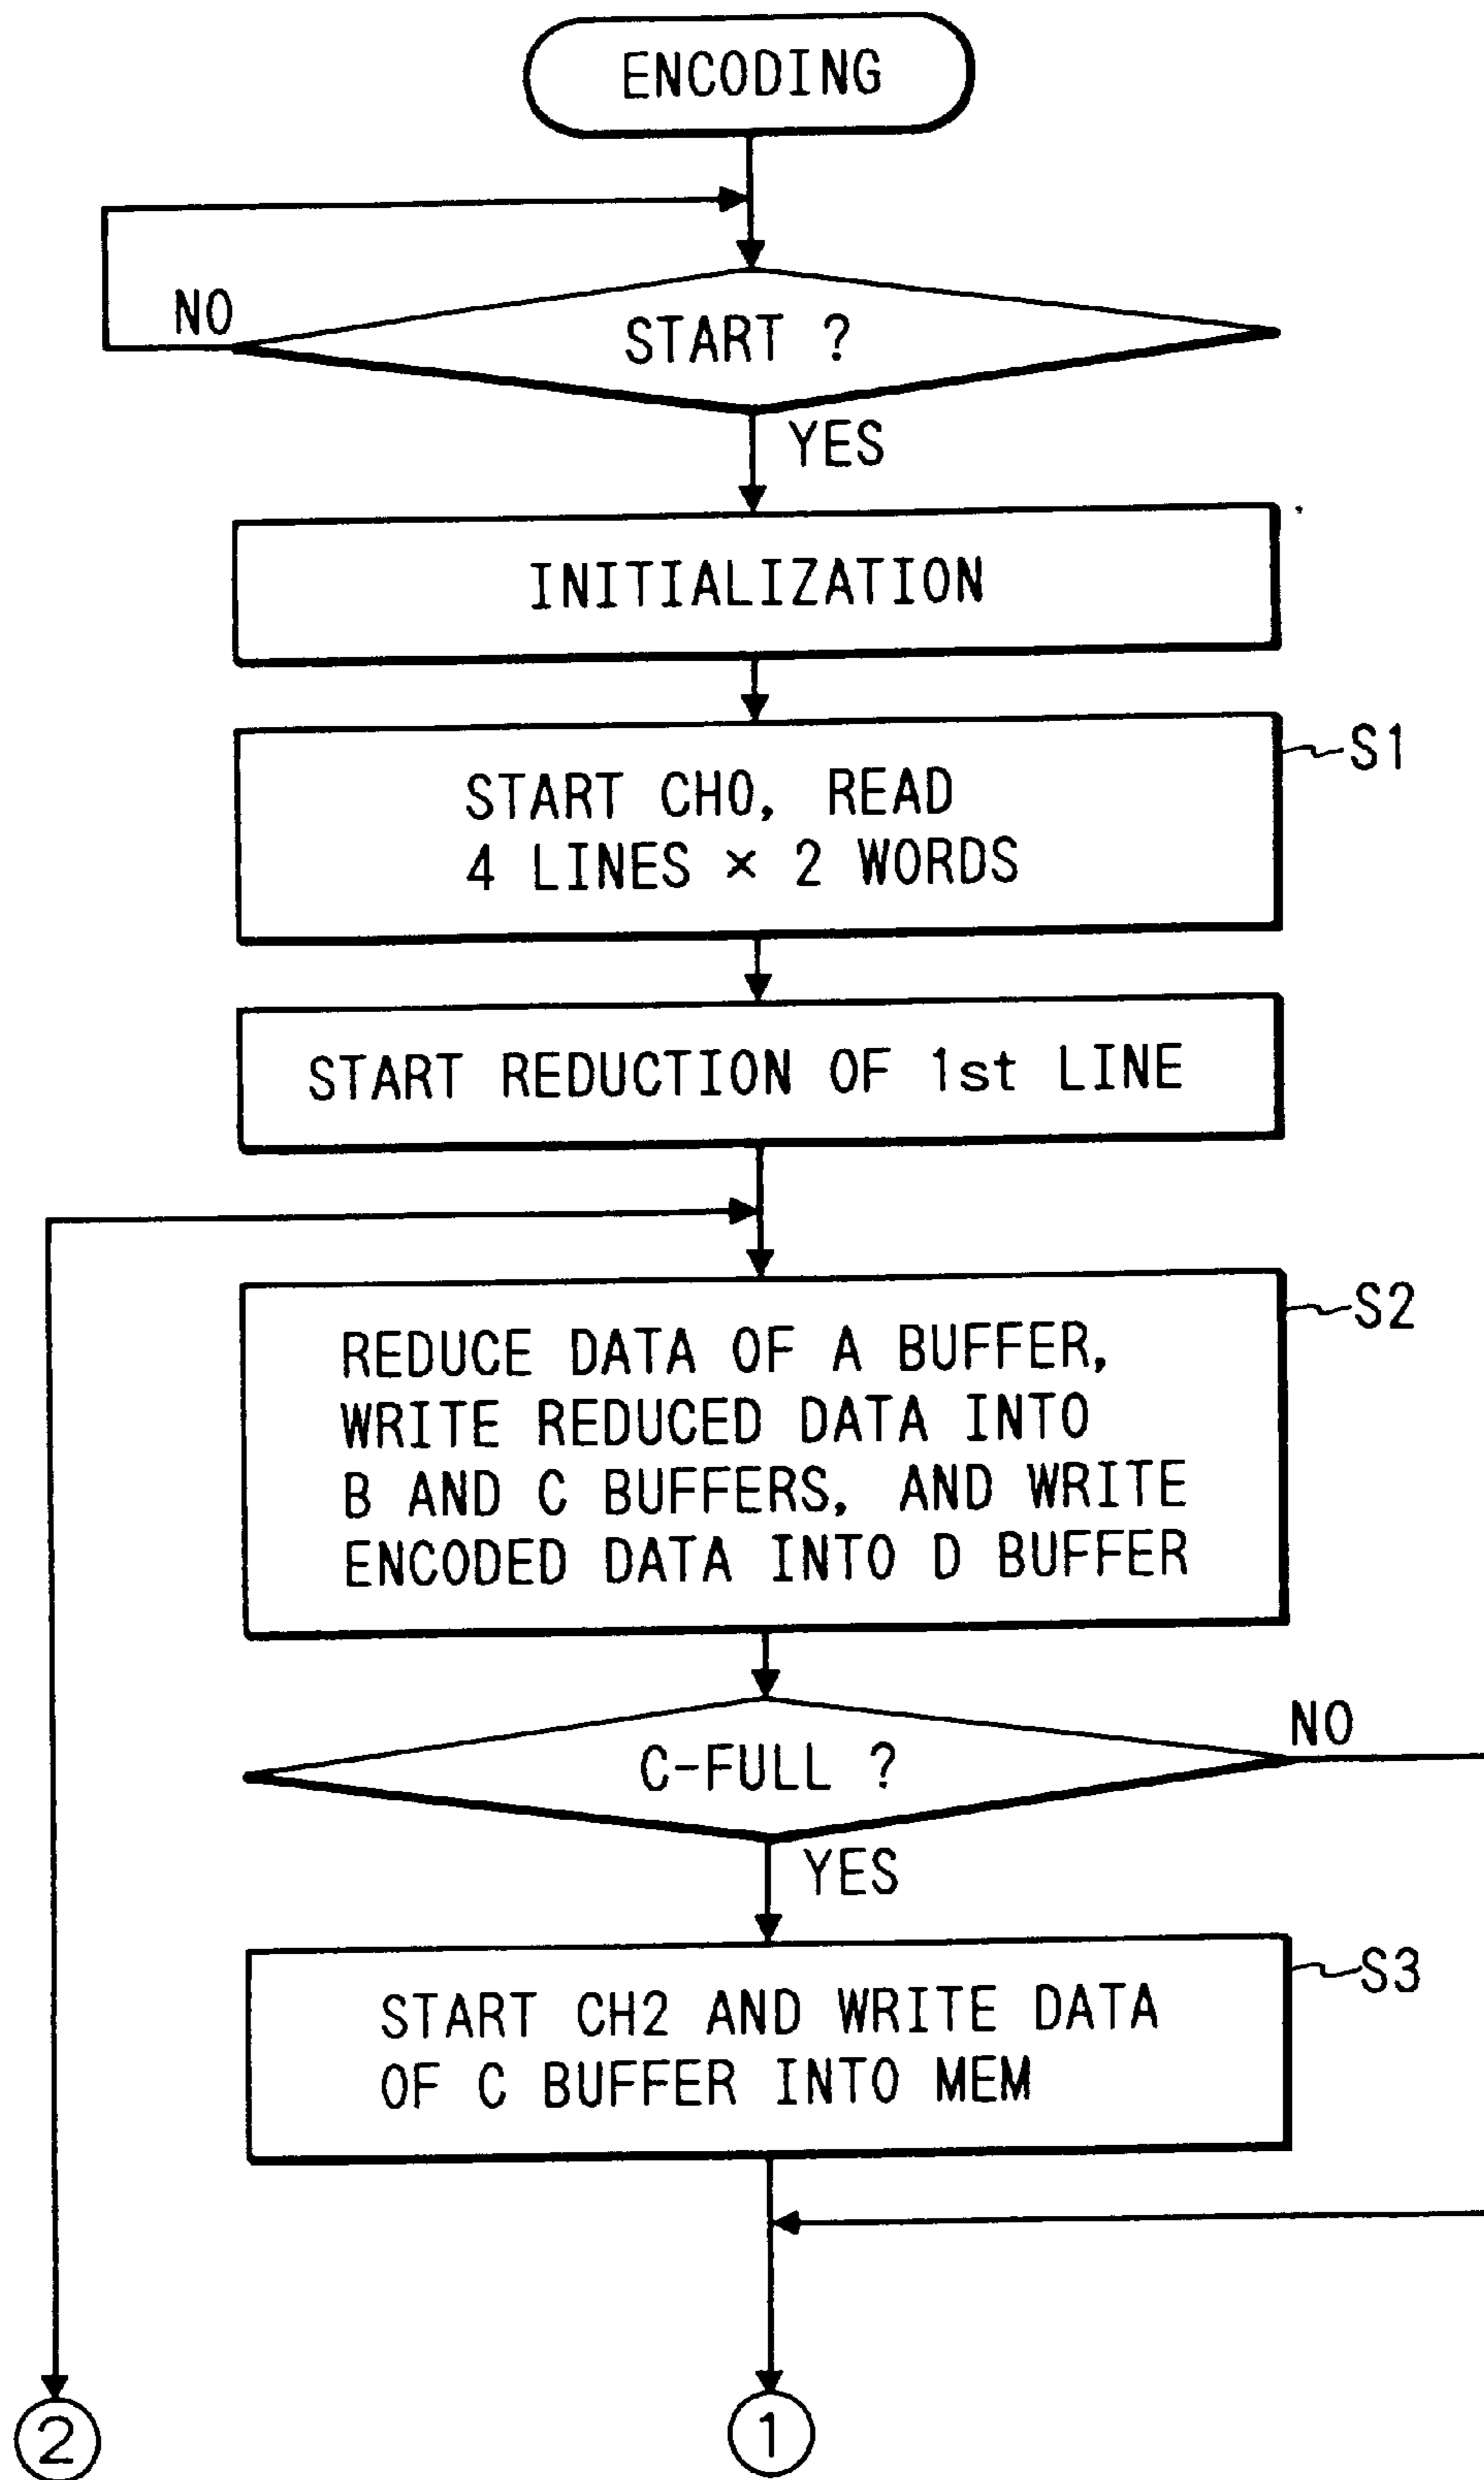 ENCODING
NO
START ?
YES
INITIALIZATION
S1
START CH0, READ
4 LINES × 2 WORDS
START REDUCTION OF 1st LINE
S2
REDUCE DATA OF A BUFFER,
WRITE REDUCED DATA INTO
B AND C BUFFERS, AND WRITE
ENCODED DATA INTO D BUFFER
NO
C-FULL ?
YES
S3
START CH2 AND WRITE DATA
OF C BUFFER INTO MEM
2
1